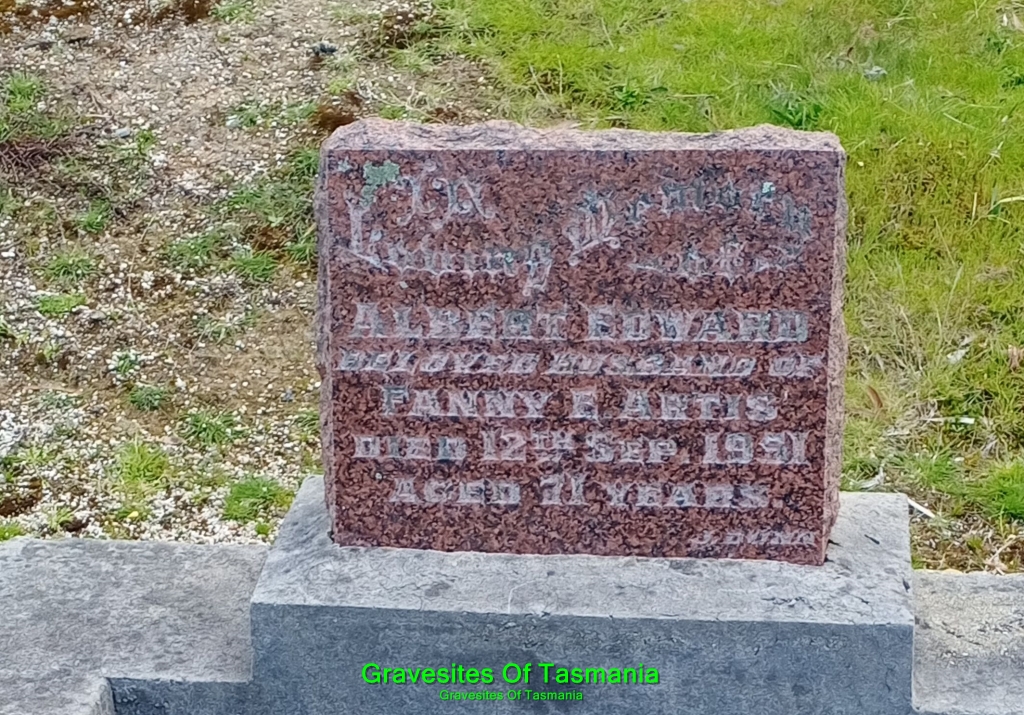 In Memory
Loving of
ALBERT EDWARD
BELOVED HUSBAND OF
FANNY E. ARTIS
DIED 12TH SEP. 1951
AGED 71 YEARS.
J. DUNN
Gravesites Of Tasmania
Gravesites Of Tasmania